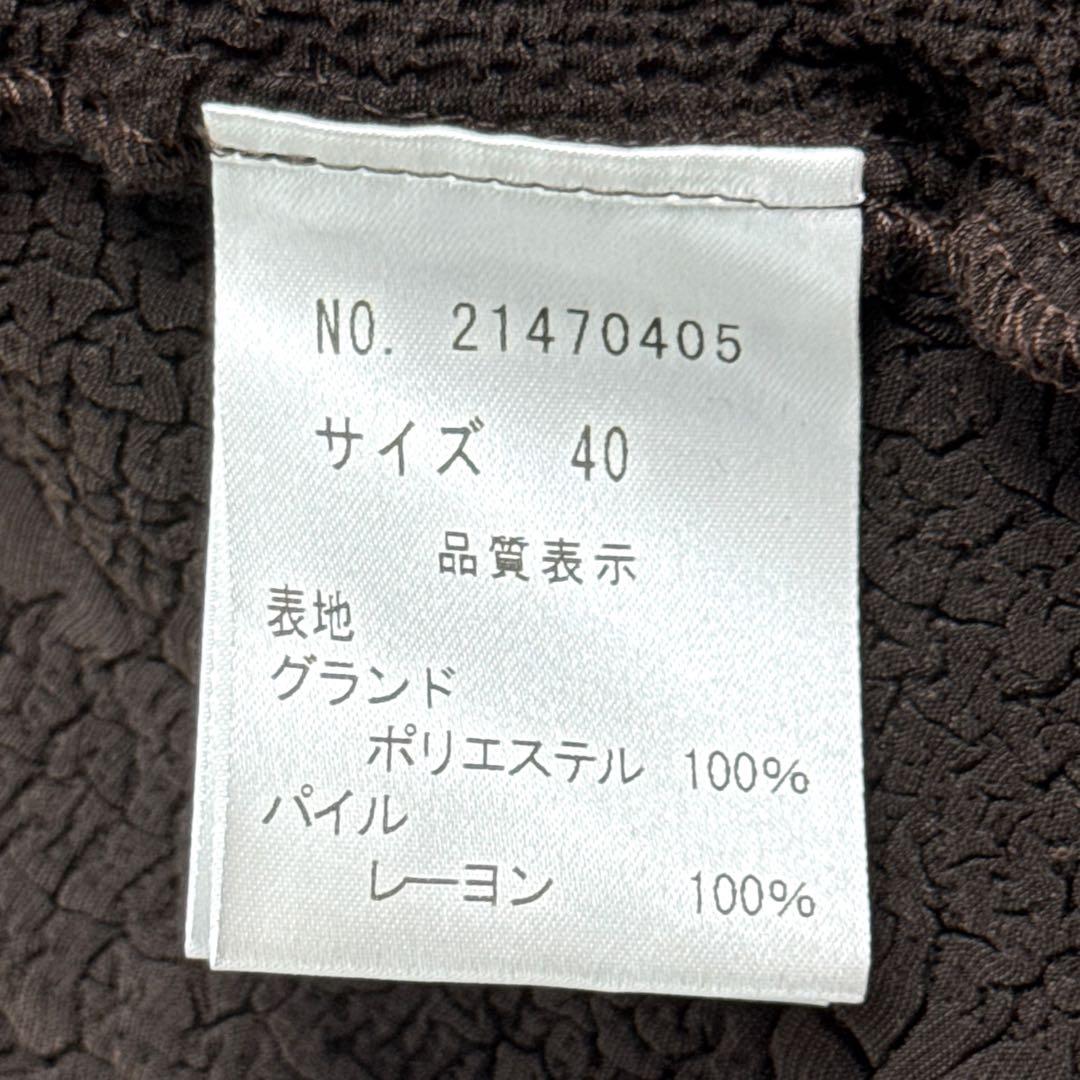 NO. 21470405
サイズ 40
品質表示
表地
グランド
ポリエステル 100%
パイル
レーヨン 100%